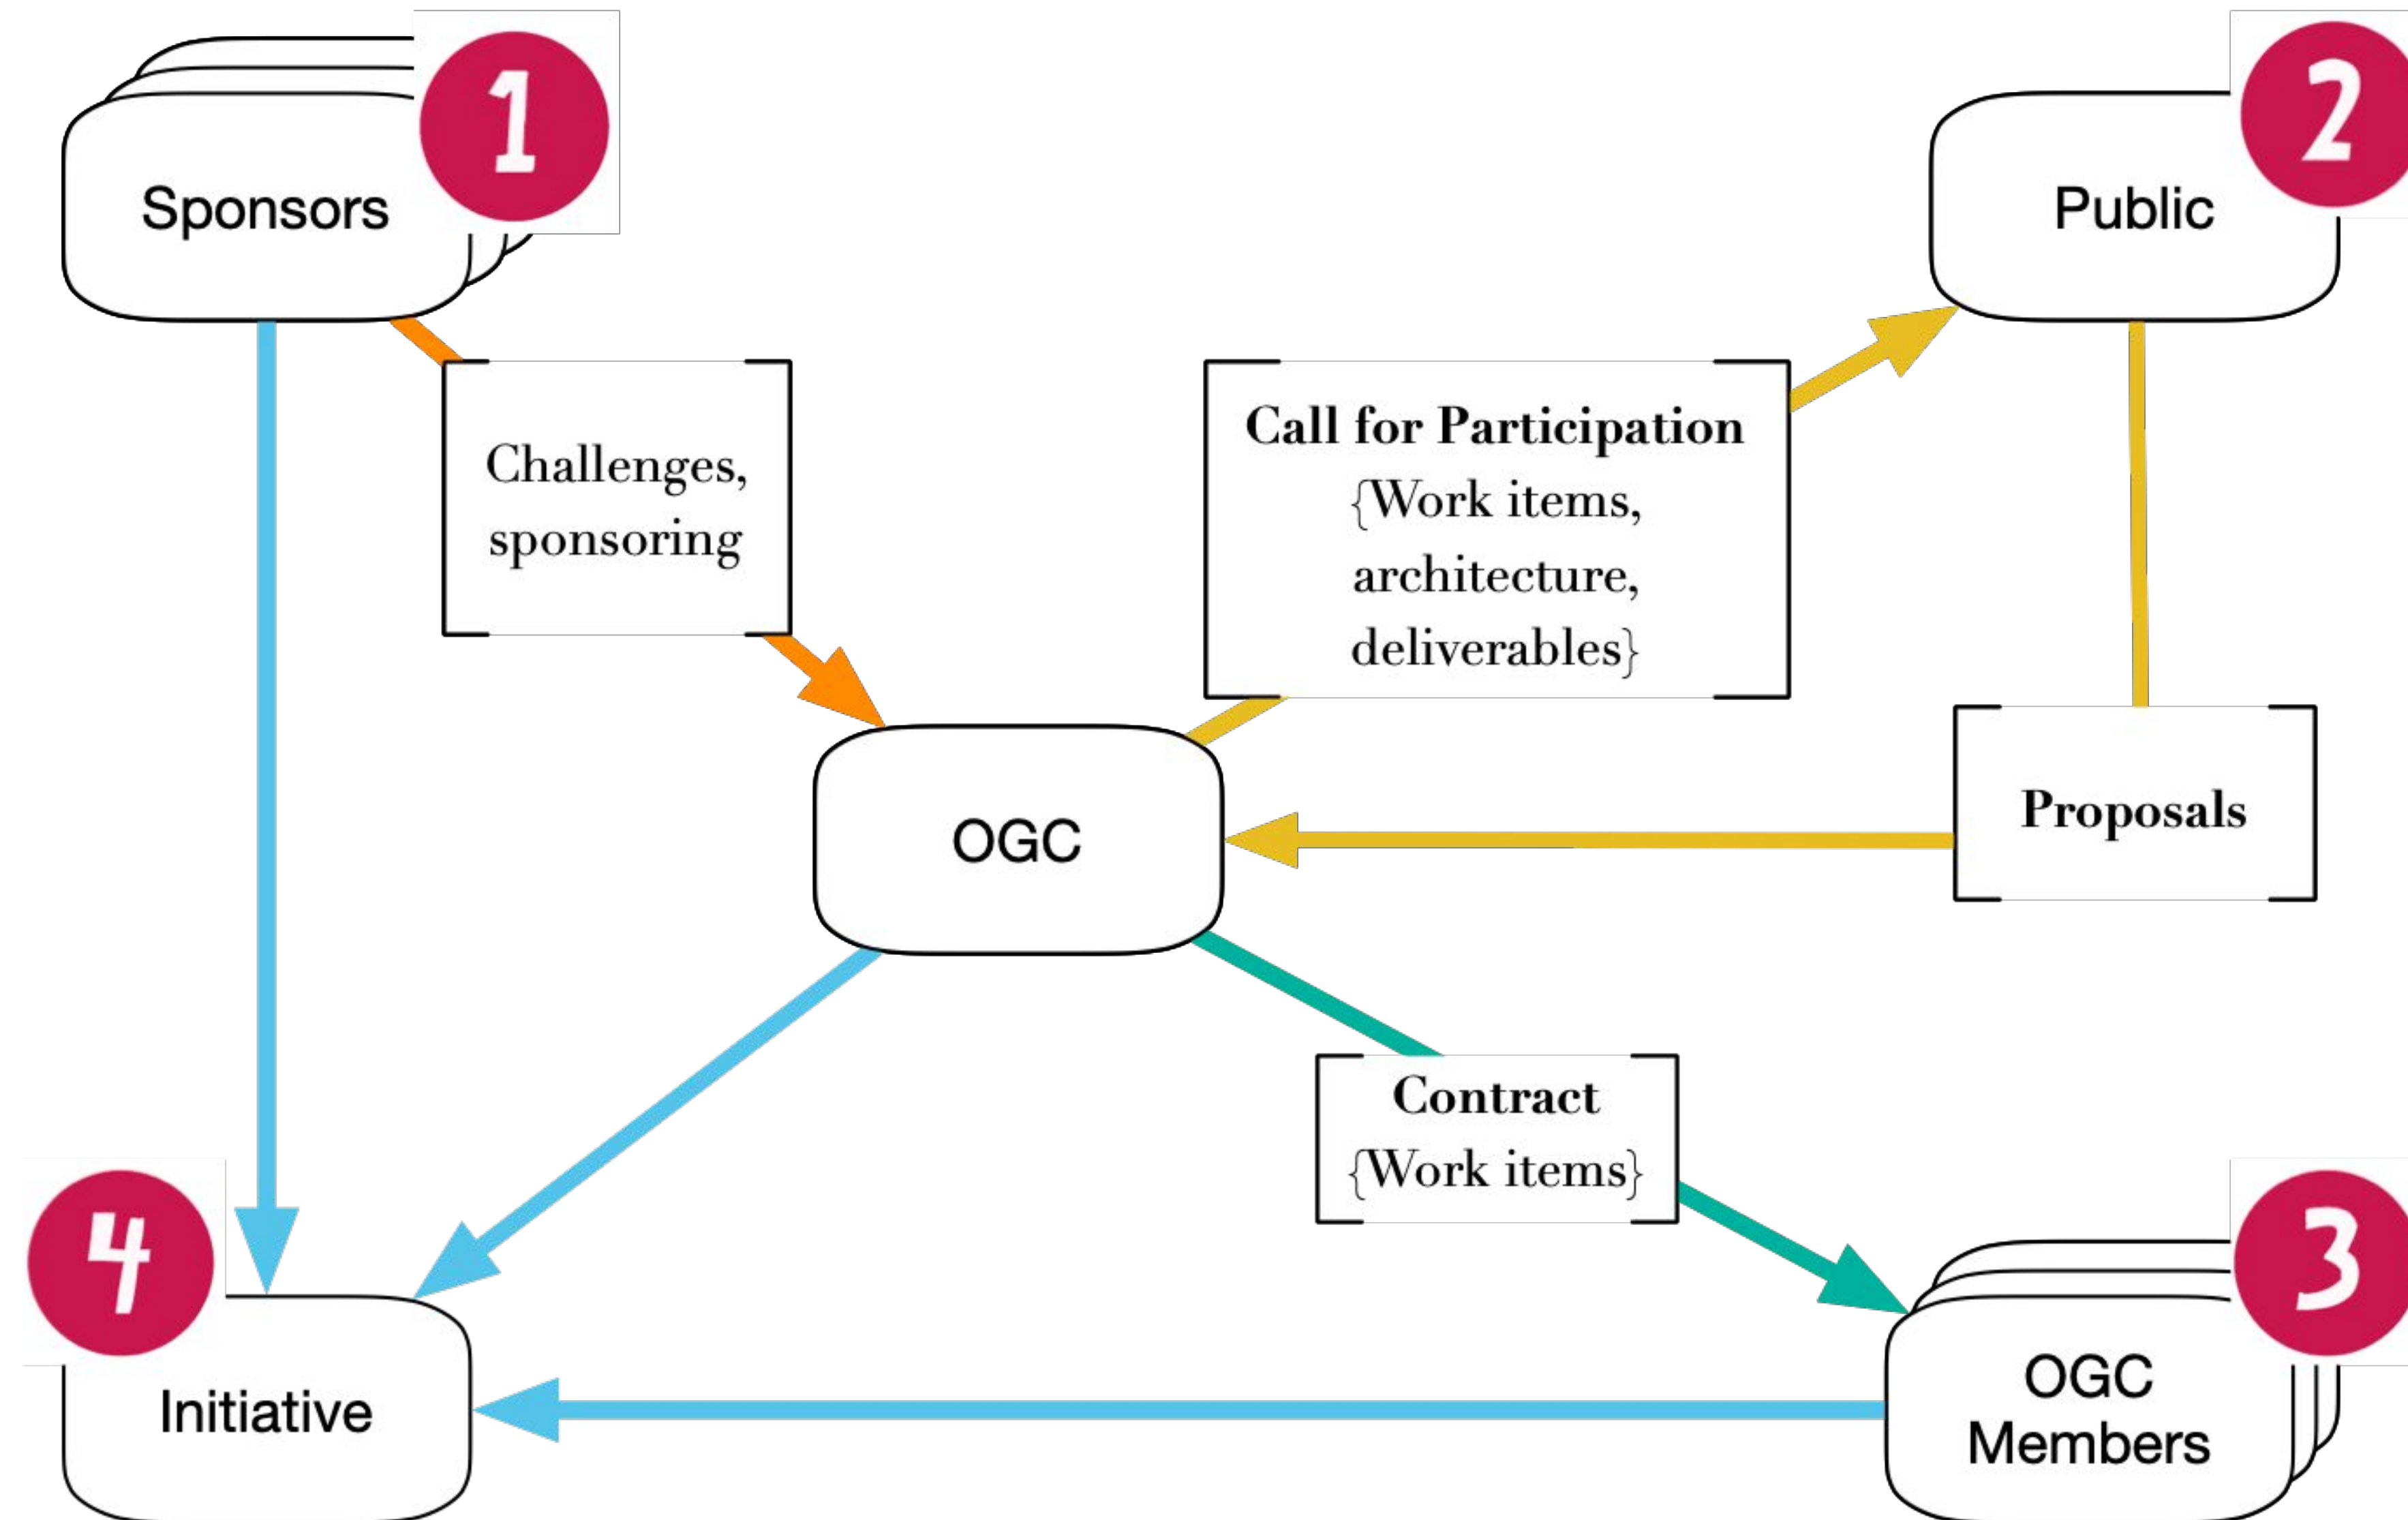 1
Sponsors
2
Public
Challenges,
sponsoring
Call for Participation
{Work items,
architecture,
deliverables}
OGC
Proposals
Contract
{Work items}
4
Initiative
3
OGC
Members